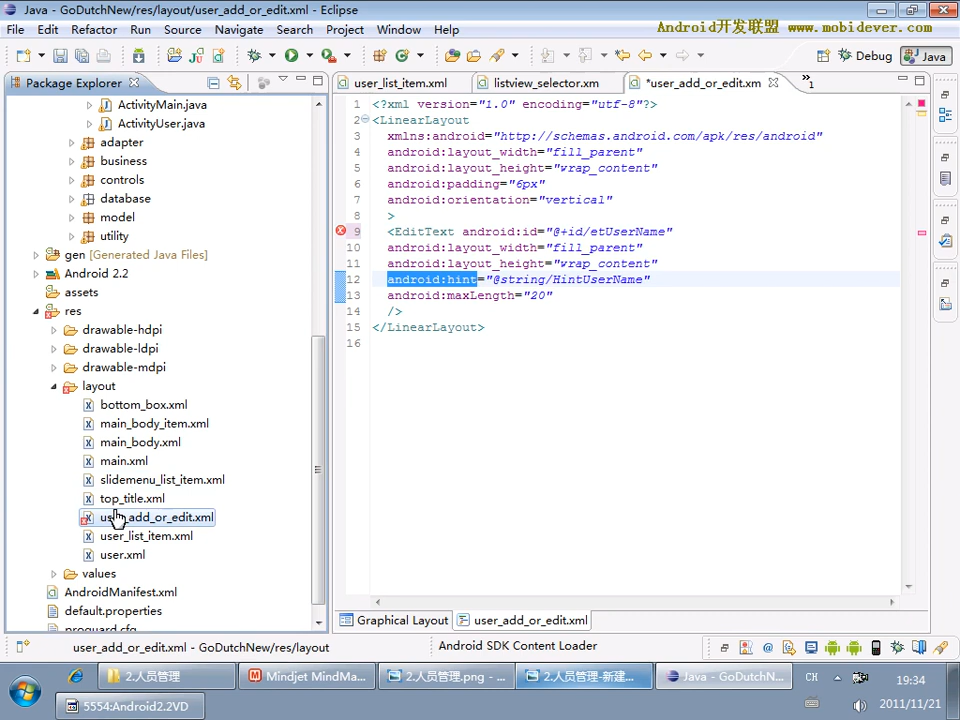 Java - GoDutchNew/res/layout/user_add_or_edit.xml - Eclipse
File Edit Refactor Run Source Navigate Search Project Window Help
Android开发联盟 www.mobidever.com
Debug Java
Package Explorer
user_list_item.xml listview_selector.xm *user_add_or_edit.xm »1
ActivityMain.java
ActivityUser.java
adapter
business
controls
database
model
utility
gen [Generated Java Files]
Android 2.2
assets
res
drawable-hdpi
drawable-ldpi
drawable-mdpi
layout
bottom_box.xml
main_body_item.xml
main_body.xml
main.xml
slidemenu_list_item.xml
top_title.xml
user_add_or_edit.xml
user_list_item.xml
user.xml
values
AndroidManifest.xml
default.properties
proguard.cfg
1 <?xml version="1.0" encoding="utf-8"?>
2 <LinearLayout
3 xmlns:android="http://schemas.android.com/apk/res/android"
4 android:layout_width="fill_parent"
5 android:layout_height="wrap_content"
6 android:padding="6px"
7 android:orientation="vertical"
8 >
9 <EditText android:id="@+id/etUserName"
10 android:layout_width="fill_parent"
11 android:layout_height="wrap_content"
12 android:hint="@string/HintUserName"
13 android:maxLength="20"
14 />
15 </LinearLayout>
16
Graphical Layout user_add_or_edit.xml
user_add_or_edit.xml - GoDutchNew/res/layout
Android SDK Content Loader
2.人员管理 Mindjet MindMa... 2.人员管理.png - ... 2.人员管理-新建... Java - GoDutchN... CH 19:34
5554:Android2.2VD 2011/11/21